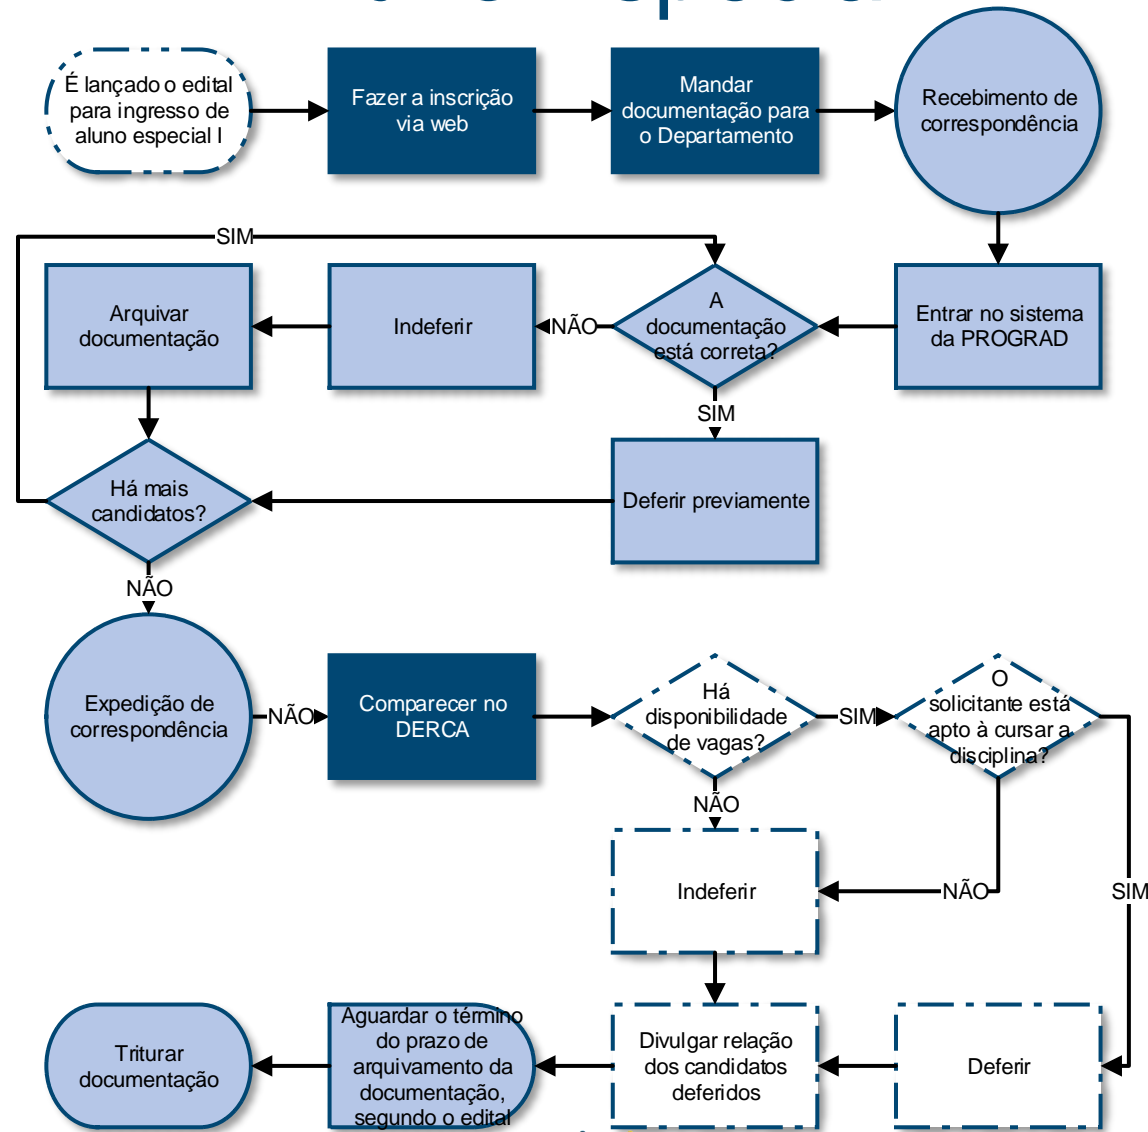 É lançado o edital
para ingresso de
aluno especial I
Fazer a inscrição
via web
Mandar
documentação para
o Departamento
Recebimento de
correspondência
SIM
Arquivar
documentação
Indeferir
NÃO
A
documentação
está correta?
Entrar no sistema
da PROGRAD
SIM
Há mais
candidatos?
Deferir previamente
NÃO
Expedição de
correspondência
NÃO
Comparecer no
DERCA
Há
disponibilidade
de vagas?
SIM
O
solicitante está
apto à cursar a
disciplina?
NÃO
Indeferir
NÃO
SIM
Triturar
documentação
Aguardar o término
do prazo de
arquivamento da
documentação,
segundo o edital
Divulgar relação
dos candidatos
deferidos
Deferir